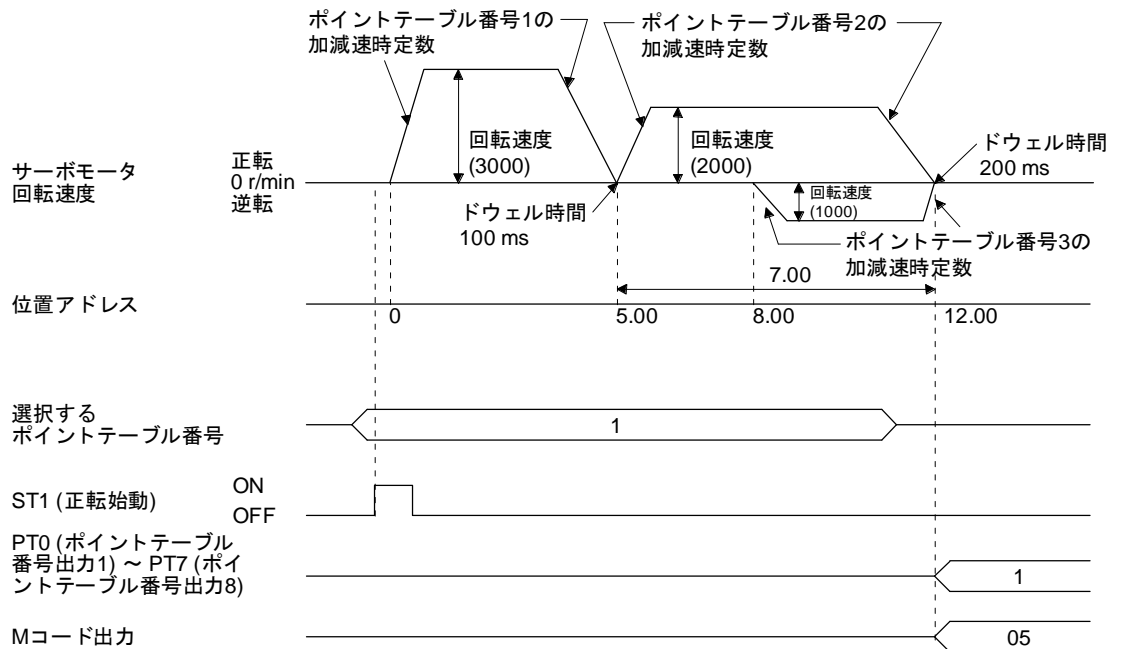 ポイントテーブル番号1の
加減速時定数
ポイントテーブル番号2の
加減速時定数
サーボモータ
回転速度
正転
0 r/min
逆転
回転速度
(3000)
回転速度
(2000)
ドウェル時間
200 ms
ドウェル時間
100 ms
回転速度
(1000)
ポイントテーブル番号3の
加減速時定数
7.00
位置アドレス
0
5.00
8.00
12.00
選択する
ポイントテーブル番号
1
ST1 (正転始動)
ON
OFF
PT0 (ポイントテーブル
番号出力1) ～ PT7 (ポイ
ントテーブル番号出力8)
1
Mコード出力
05